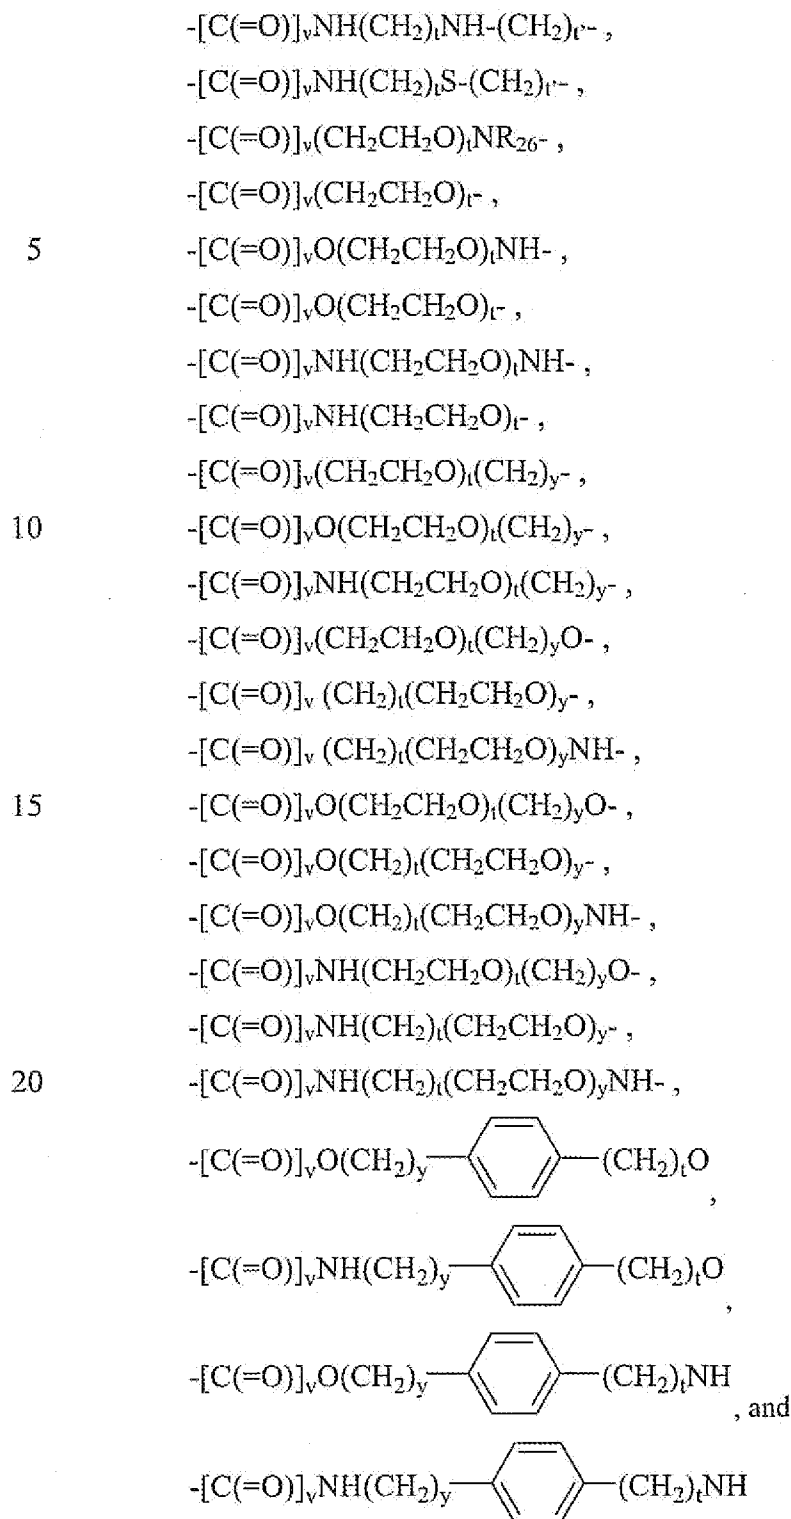 -[C(=O)]ᵥNH(CH₂)ₜNH-(CH₂)ₜ'- ,
-[C(=O)]ᵥNH(CH₂)ₜS-(CH₂)ₜ'- ,
-[C(=O)]ᵥ(CH₂CH₂O)ₜNR₂₆- ,
-[C(=O)]ᵥ(CH₂CH₂O)ₜ- ,
5 -[C(=O)]ᵥO(CH₂CH₂O)ₜNH- ,
-[C(=O)]ᵥO(CH₂CH₂O)ₜ- ,
-[C(=O)]ᵥNH(CH₂CH₂O)ₜNH- ,
-[C(=O)]ᵥNH(CH₂CH₂O)ₜ- ,
-[C(=O)]ᵥ(CH₂CH₂O)ₜ(CH₂)y- ,
10 -[C(=O)]ᵥO(CH₂CH₂O)ₜ(CH₂)y- ,
-[C(=O)]ᵥNH(CH₂CH₂O)ₜ(CH₂)y- ,
-[C(=O)]ᵥ(CH₂CH₂O)ₜ(CH₂)yO- ,
-[C(=O)]ᵥ (CH₂)ₜ(CH₂CH₂O)y- ,
-[C(=O)]ᵥ (CH₂)ₜ(CH₂CH₂O)yNH- ,
15 -[C(=O)]ᵥO(CH₂CH₂O)ₜ(CH₂)yO- ,
-[C(=O)]ᵥO(CH₂)ₜ(CH₂CH₂O)y- ,
-[C(=O)]ᵥO(CH₂)ₜ(CH₂CH₂O)yNH- ,
-[C(=O)]ᵥNH(CH₂CH₂O)ₜ(CH₂)yO- ,
-[C(=O)]ᵥNH(CH₂)ₜ(CH₂CH₂O)y- ,
20 -[C(=O)]ᵥNH(CH₂)ₜ(CH₂CH₂O)yNH- ,
-[C(=O)]ᵥO(CH₂)y (CH₂)ₜO ,
-[C(=O)]ᵥNH(CH₂)y (CH₂)ₜO ,
-[C(=O)]ᵥO(CH₂)y (CH₂)ₜNH , and
-[C(=O)]ᵥNH(CH₂)y (CH₂)ₜNH